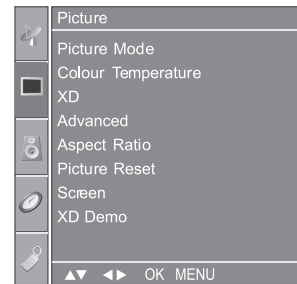 Picture
Picture Mode
Colour Temperature
XD
Advanced
Aspect Ratio
Picture Reset
Screen
XD Demo
▲▼ ◄► OK MENU